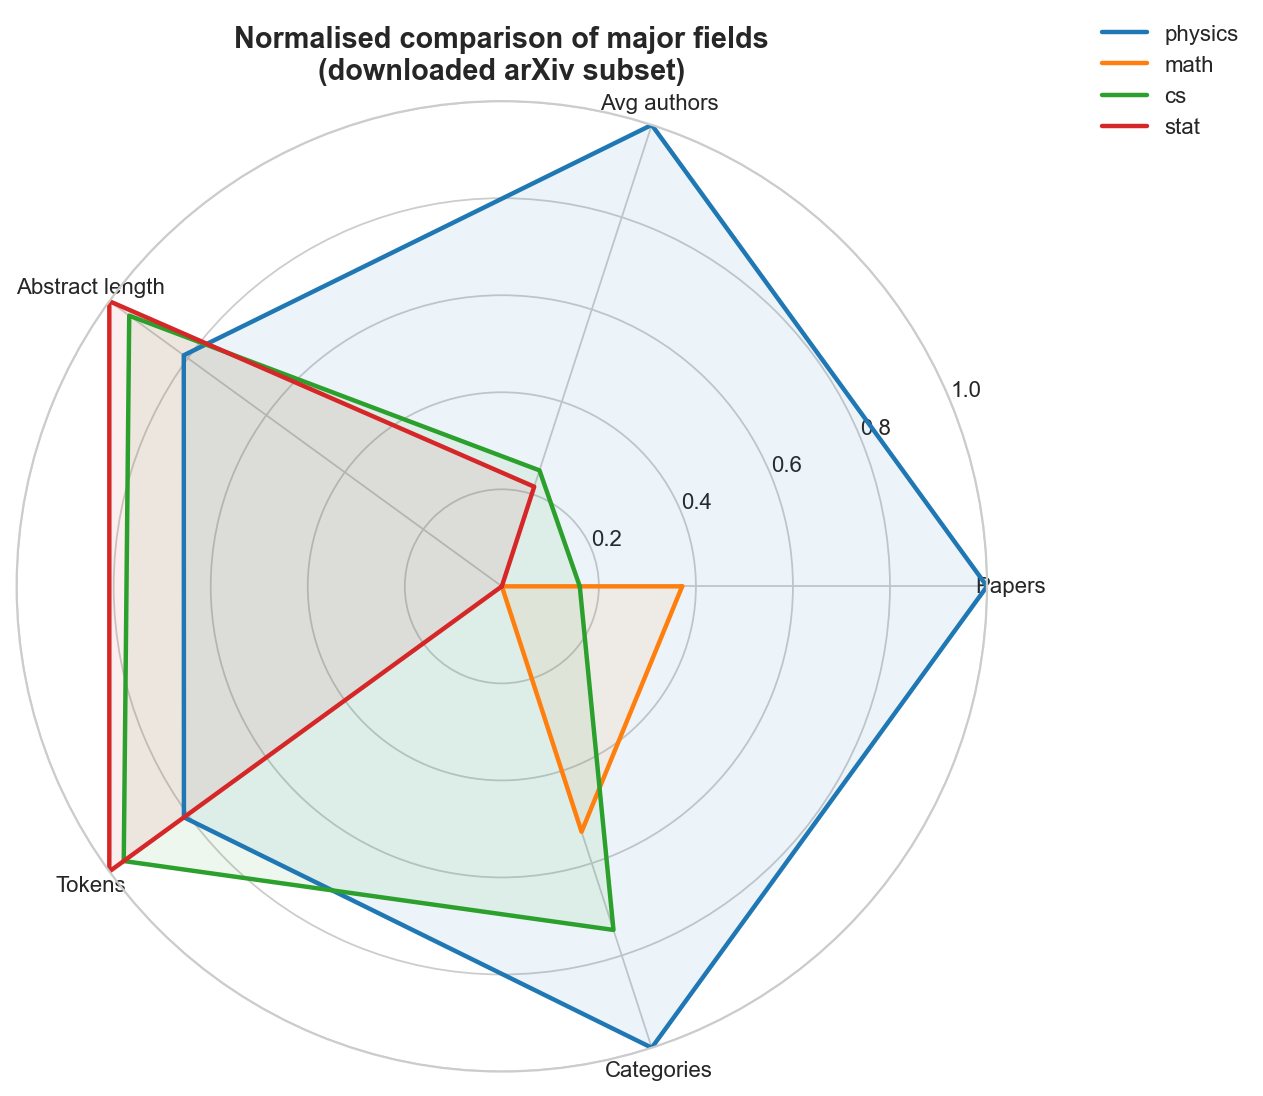 Normalised comparison of major fields
(downloaded arXiv subset)
physics
math
cs
stat
Avg authors
Abstract length
1.0
0.8
0.6
0.4
0.2
Papers
Tokens
Categories